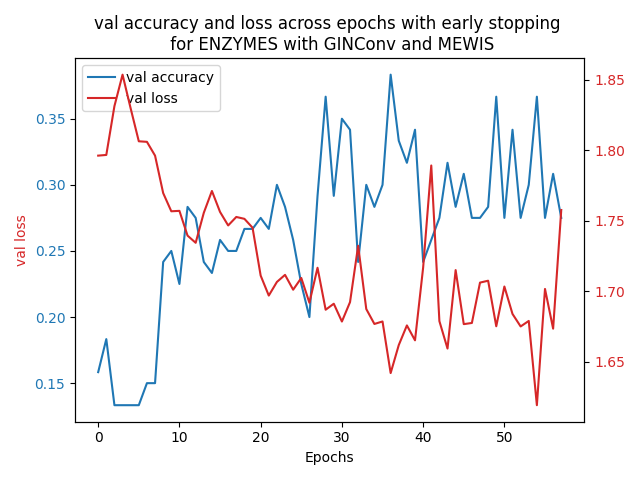 val accuracy and loss across epochs with early stopping
for ENZYMES with GINConv and MEWIS
val accuracy
val loss
0.35
0.30
0.25
0.20
0.15
val loss
1.85
1.80
1.75
1.70
1.65
0
10
20
30
40
50
Epochs